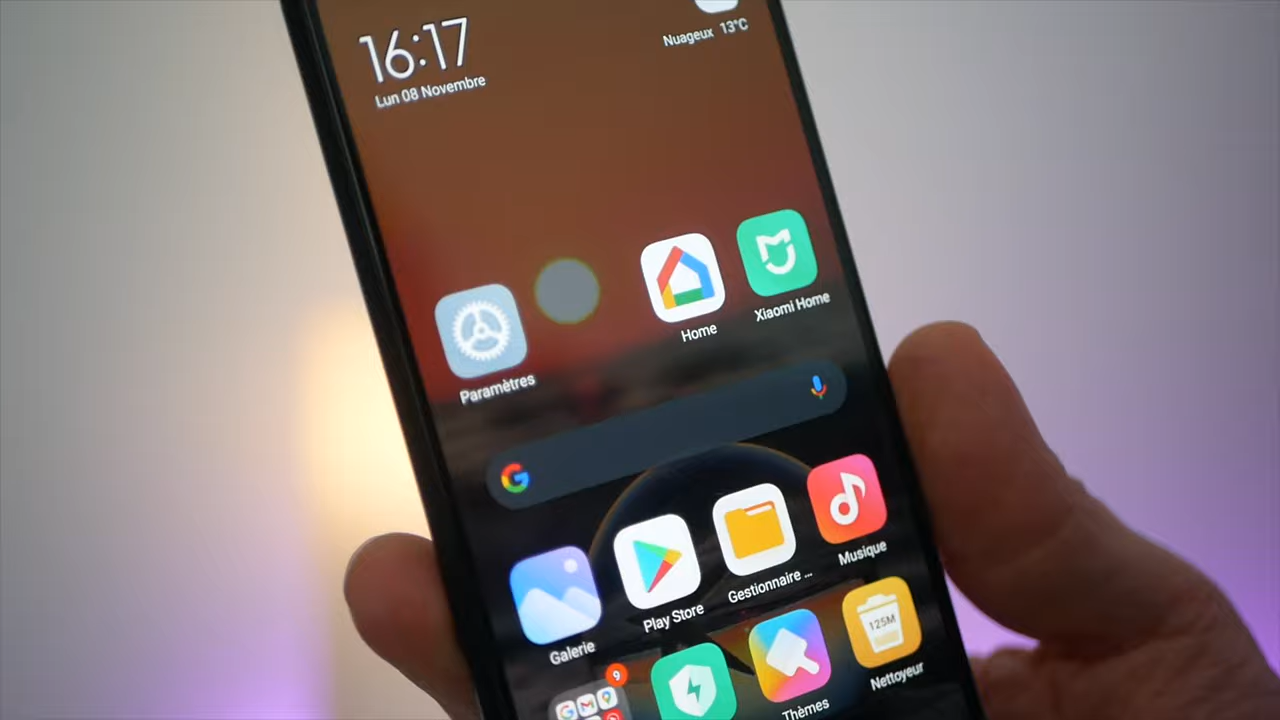 16:17
Lun 08 Novembre
Nuageux 13°C
Paramètres
Home
Xiaomi Home
G
Galerie
Play Store
Gestionnaire ...
Musique
9
125M
Thèmes
Nettoyeur